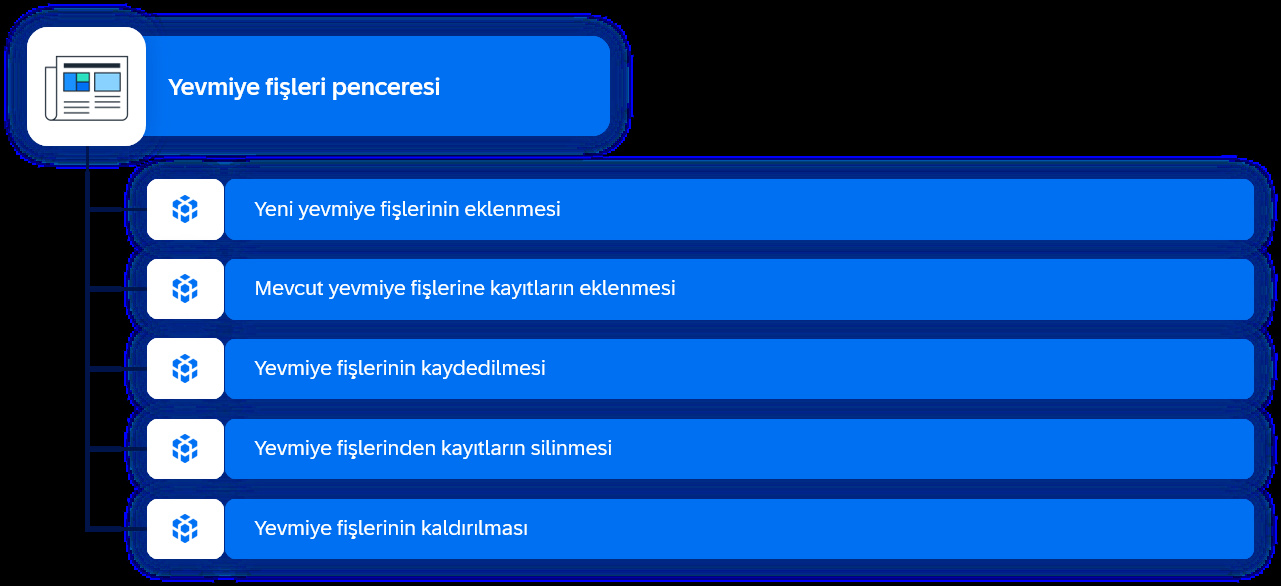 Yevmiye fişleri penceresi
Yeni yevmiye fişlerinin eklenmesi
Mevcut yevmiye fişlerine kayıtların eklenmesi
Yevmiye fişlerinin kaydedilmesi
Yevmiye fişlerinden kayıtların silinmesi
Yevmiye fişlerinin kaldırılması